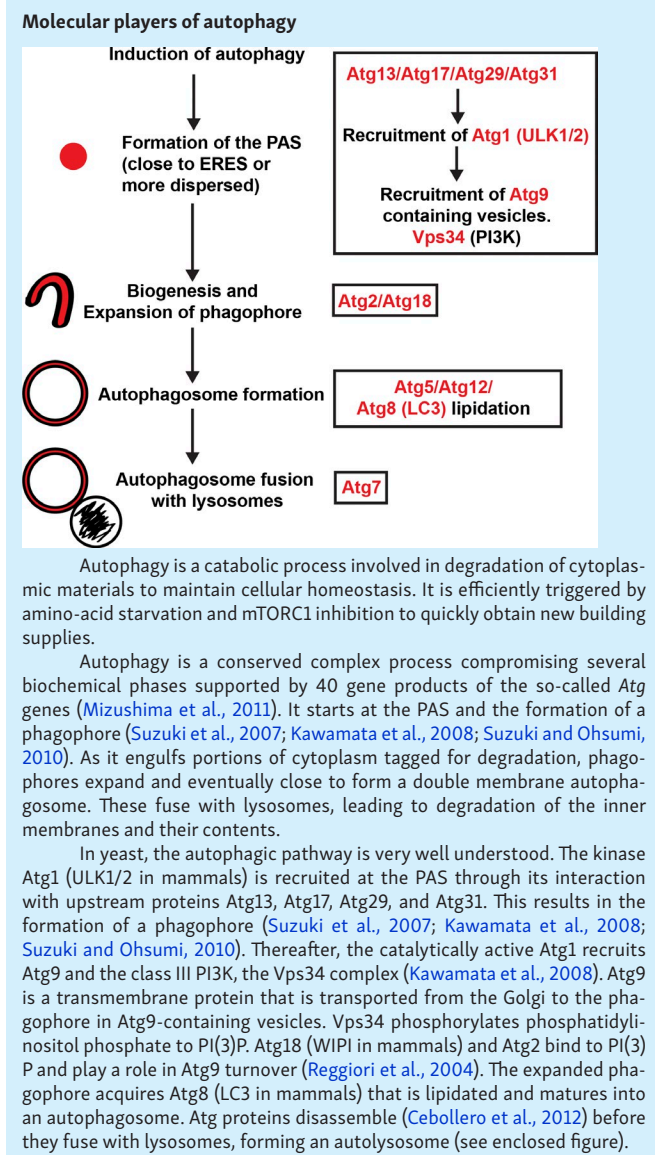 Molecular players of autophagy
Induction of autophagy
Formation of the PAS
(close to ERES or
more dispersed)
Biogenesis and
Expansion of phagophore
Autophagosome formation
Autophagosome fusion
with lysosomes
Atg13/Atg17/Atg29/Atg31
Recruitment of Atg1 (ULK1/2)
Recruitment of Atg9
containing vesicles.
Vps34 (PI3K)
Atg2/Atg18
Atg5/Atg12/
Atg8 (LC3) lipidation
Atg7
Autophagy is a catabolic process involved in degradation of cytoplas-
mic materials to maintain cellular homeostasis. It is efficiently triggered by
amino-acid starvation and mTORC1 inhibition to quickly obtain new building
supplies.
Autophagy is a conserved complex process compromising several
biochemical phases supported by 40 gene products of the so-called Atg
genes (Mizushima et al., 2011). It starts at the PAS and the formation of a
phagophore (Suzuki et al., 2007; Kawamata et al., 2008; Suzuki and Ohsumi,
2010). As it engulfs portions of cytoplasm tagged for degradation, phago-
phores expand and eventually close to form a double membrane autopha-
gosome. These fuse with lysosomes, leading to degradation of the inner
membranes and their contents.
In yeast, the autophagic pathway is very well understood. The kinase
Atg1 (ULK1/2 in mammals) is recruited at the PAS through its interaction
with upstream proteins Atg13, Atg17, Atg29, and Atg31. This results in the
formation of a phagophore (Suzuki et al., 2007; Kawamata et al., 2008;
Suzuki and Ohsumi, 2010). Thereafter, the catalytically active Atg1 recruits
Atg9 and the class III PI3K, the Vps34 complex (Kawamata et al., 2008). Atg9
is a transmembrane protein that is transported from the Golgi to the pha-
gophore in Atg9-containing vesicles. Vps34 phosphorylates phosphatidyli-
nositol phosphate to PI(3)P. Atg18 (WIPI in mammals) and Atg2 bind to PI(3)
P and play a role in Atg9 turnover (Reggiori et al., 2004). The expanded pha-
gophore acquires Atg8 (LC3 in mammals) that is lipidated and matures into
an autophagosome. Atg proteins disassemble (Cebollero et al., 2012) before
they fuse with lysosomes, forming an autolysosome (see enclosed figure).